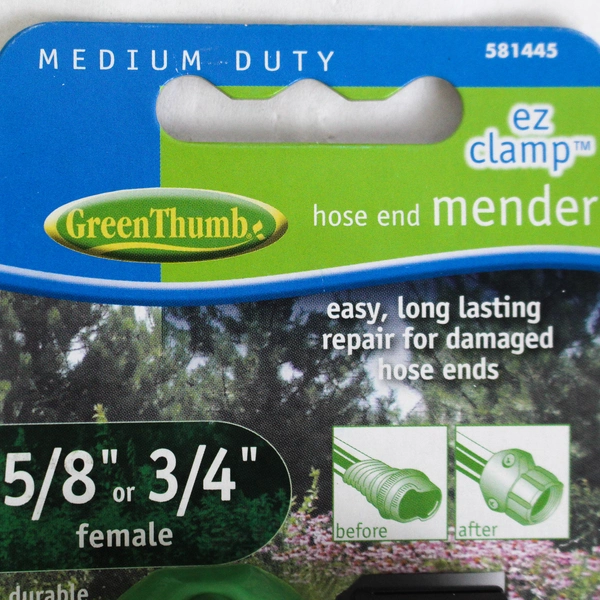 MEDIUM DUTY
581445
ez
clamp™
GreenThumb
hose end mender
easy, long lasting
repair for damaged
hose ends
5/8" or 3/4"
female
before
after
durable